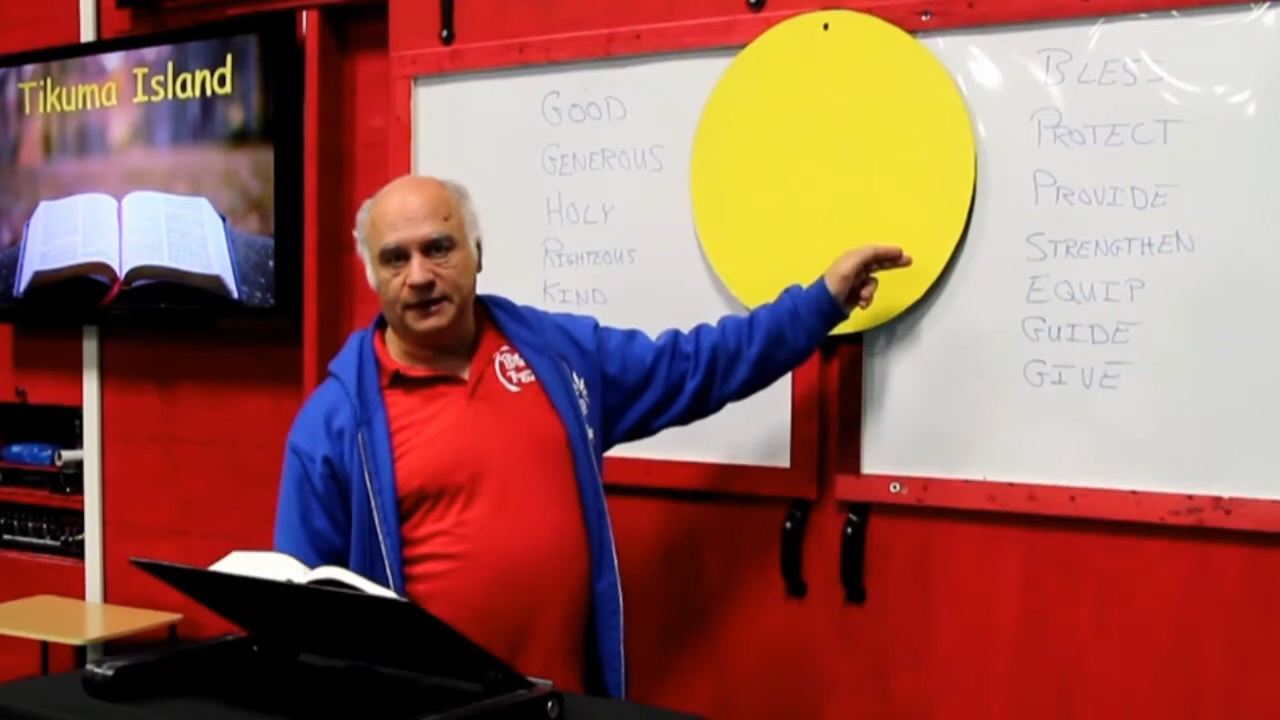 Tikuma Island
GOOD
GENEROUS
HOLY
RIGHTEOUS
KIND
BLESS
PROTECT
PROVIDE
STRENGTHEN
EQUIP
GUIDE
GIVE